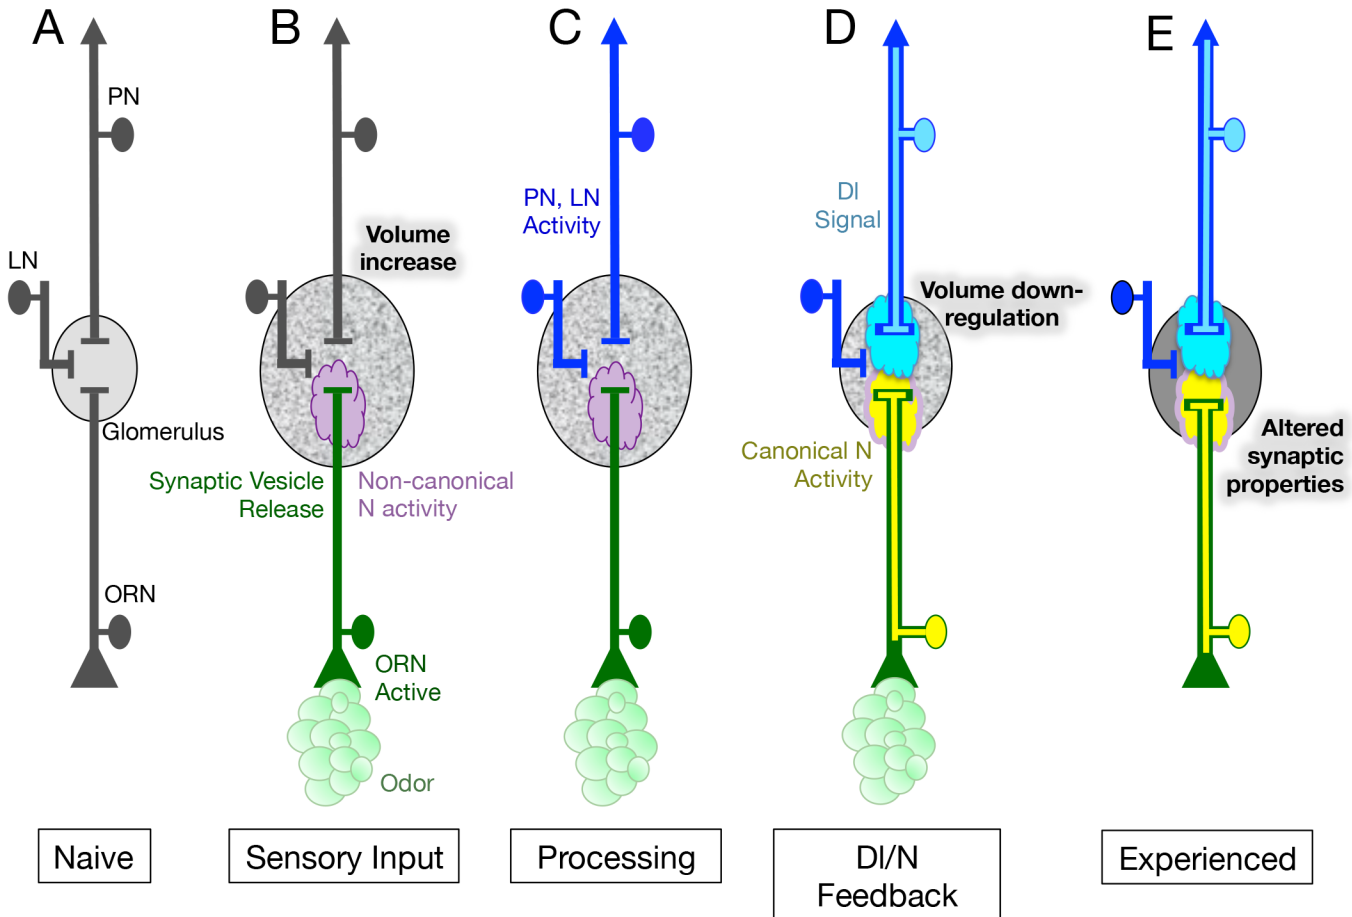 A
B
C
D
E
PN
LN
Glomerulus
ORN
Volume
increase
Synaptic Vesicle
Release
Non-canonical
N activity
ORN
Active
Odor
PN, LN
Activity
Dl
Signal
Volume down-
regulation
Canonical N
Activity
Altered
synaptic
properties
Naive
Sensory Input
Processing
Dl/N
Feedback
Experienced